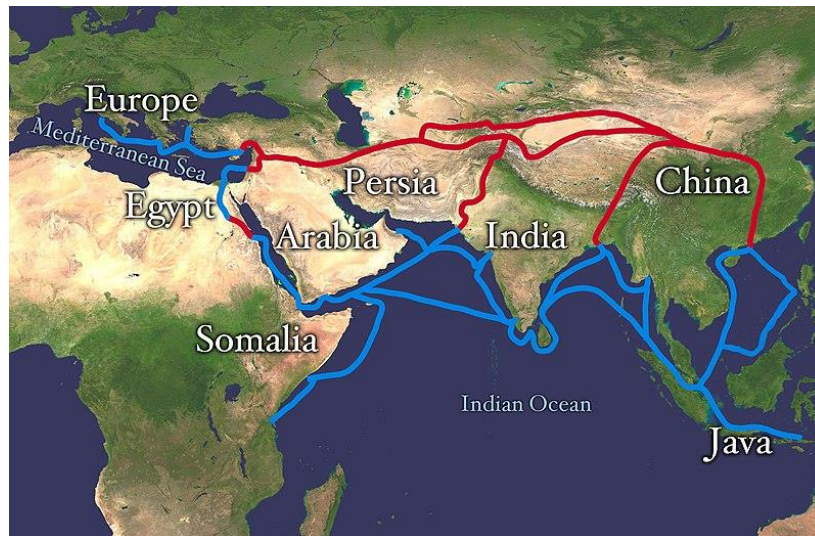 Europe
Mediterranean Sea
Egypt
Arabia
Persia
India
China
Somalia
Indian Ocean
Java